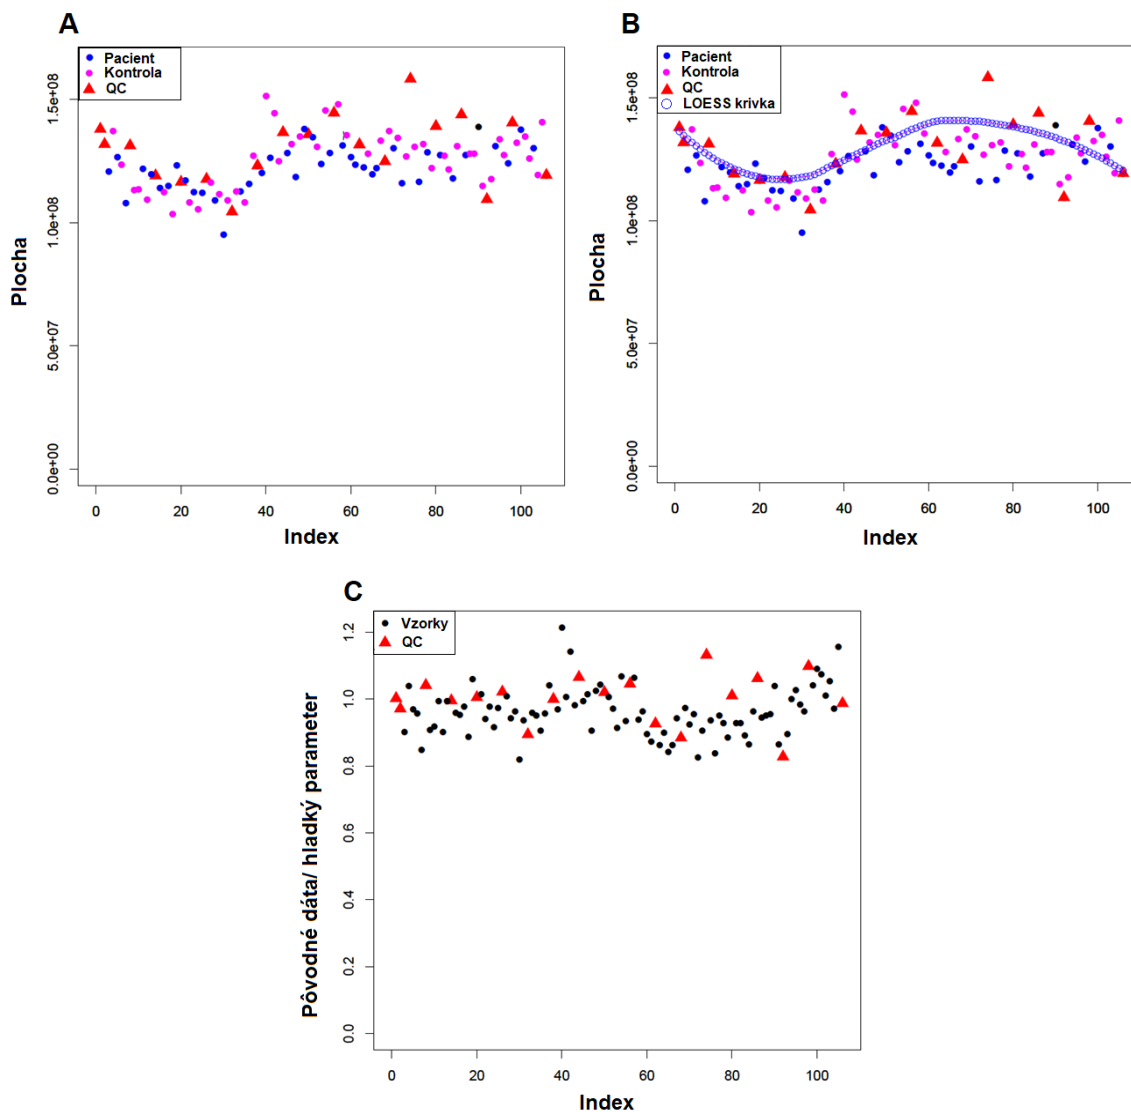 A
Pacient
Kontrola
QC
Plocha
0.0e+00
5.0e+07
1.0e+08
1.5e+08
0 20 40 60 80 100
Index
B
Pacient
Kontrola
QC
LOESS krivka
Plocha
0.0e+00
5.0e+07
1.0e+08
1.5e+08
0 20 40 60 80 100
Index
C
Vzorky
QC
Pôvodné dáta/ hladký parameter
0.0
0.2
0.4
0.6
0.8
1.0
1.2
0 20 40 60 80 100
Index